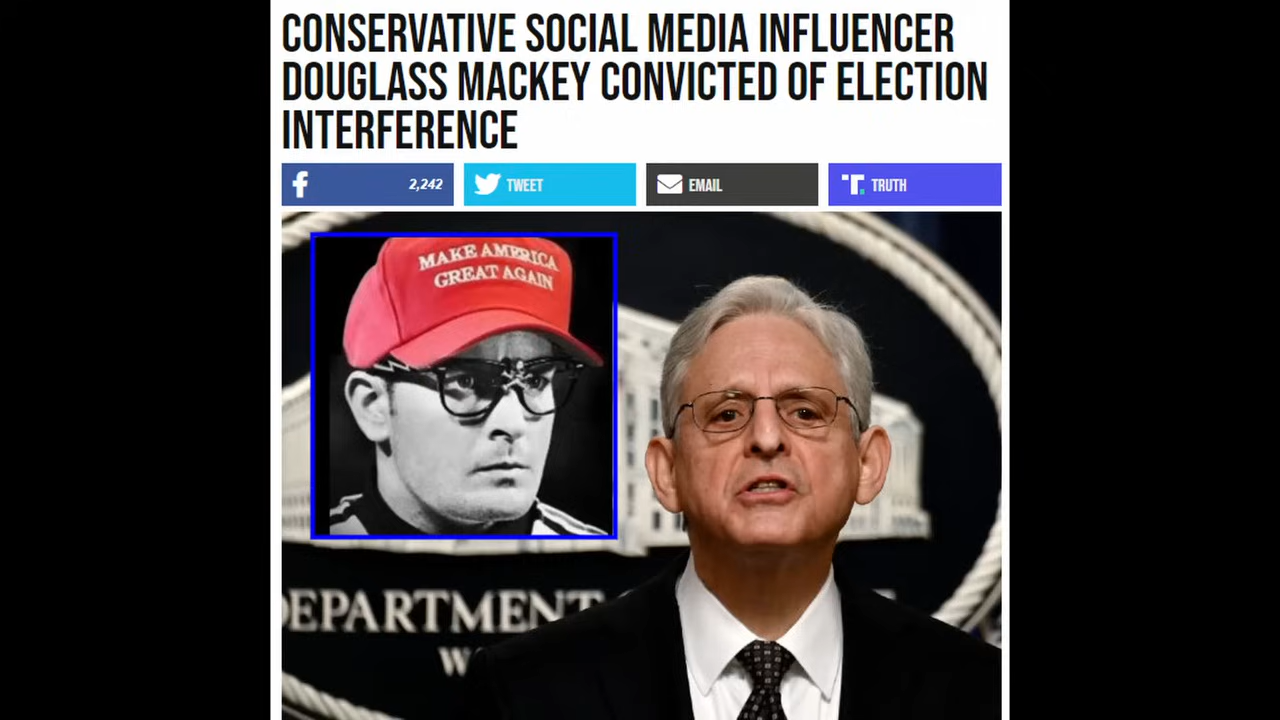 CONSERVATIVE SOCIAL MEDIA INFLUENCER
DOUGLASS MACKEY CONVICTED OF ELECTION
INTERFERENCE
2,242
TWEET
EMAIL
TRUTH
MAKE AMERICA
GREAT AGAIN
DEPARTMENT